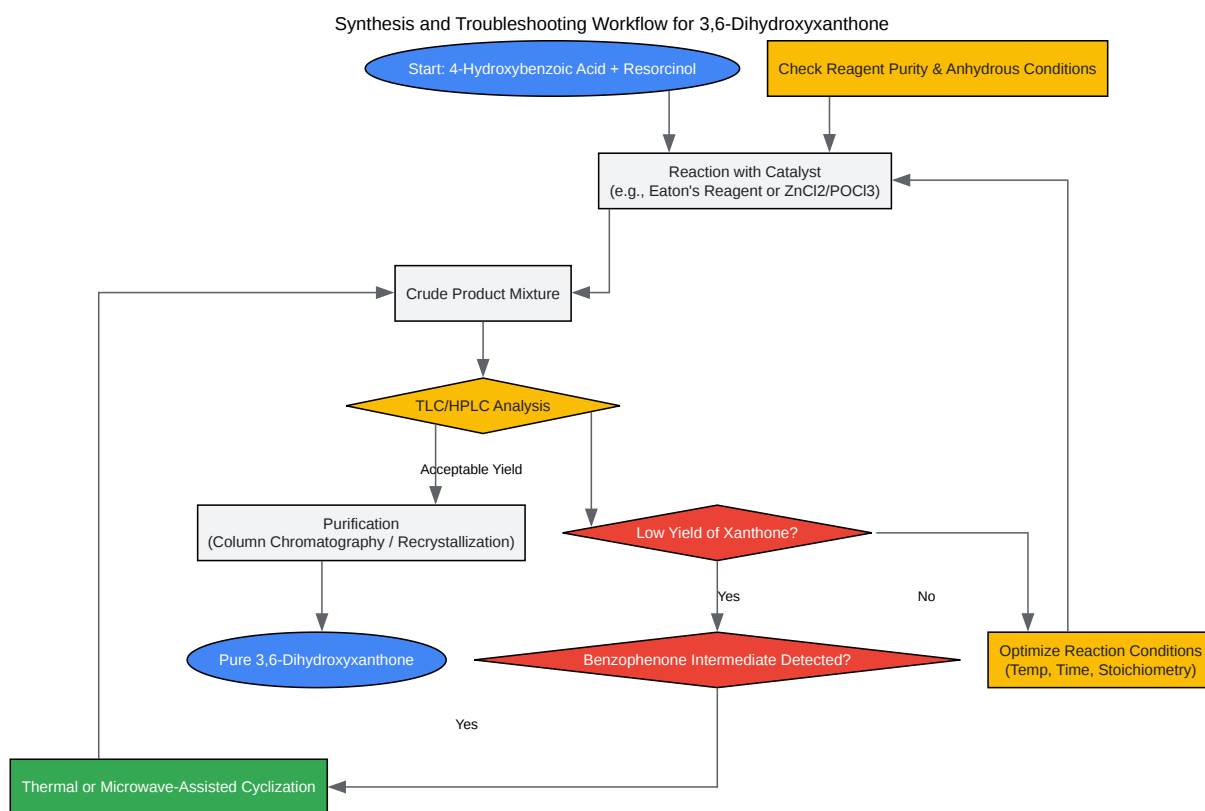 Synthesis and Troubleshooting Workflow for 3,6-Dihydroxyxanthone
Start: 4-Hydroxybenzoic Acid + Resorcinol
Check Reagent Purity & Anhydrous Conditions
Reaction with Catalyst
(e.g., Eaton's Reagent or ZnCl2/POCl3)
Crude Product Mixture
TLC/HPLC Analysis
Acceptable Yield
Purification
(Column Chromatography / Recrystallization)
Low Yield of Xanthone?
Yes
No
Pure 3,6-Dihydroxyxanthone
Benzophenone Intermediate Detected?
Optimize Reaction Conditions
(Temp, Time, Stoichiometry)
Yes
Thermal or Microwave-Assisted Cyclization